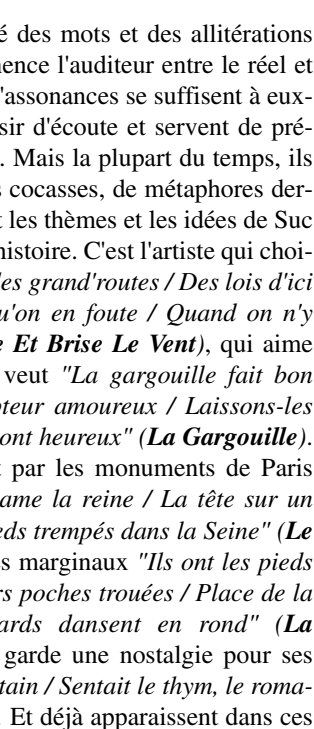 é des mots et des allitérations
nence l'auditeur entre le réel et
'assonances se suffisent à eux-
sir d'écoute et servent de pré-
. Mais la plupart du temps, ils
s cocasses, de métaphores der-
t les thèmes et les idées de Suc
histoire. C'est l'artiste qui choi-
les grand'routes / Des lois d'ici
u'on en foute / Quand on n'y
e Et Brise Le Vent), qui aime
veut "La gargouille fait bon
pteur amoureux / Laissons-les
ont heureux" (La Gargouille).
t par les monuments de Paris
ame la reine / La tête sur un
eds trempés dans la Seine" (Le
es marginaux "Ils ont les pieds
rs poches trouées / Place de la
ards dansent en rond" (La
garde une nostalgie pour ses
tain / Sentait le thym, le roma-
. Et déjà apparaissent dans ces